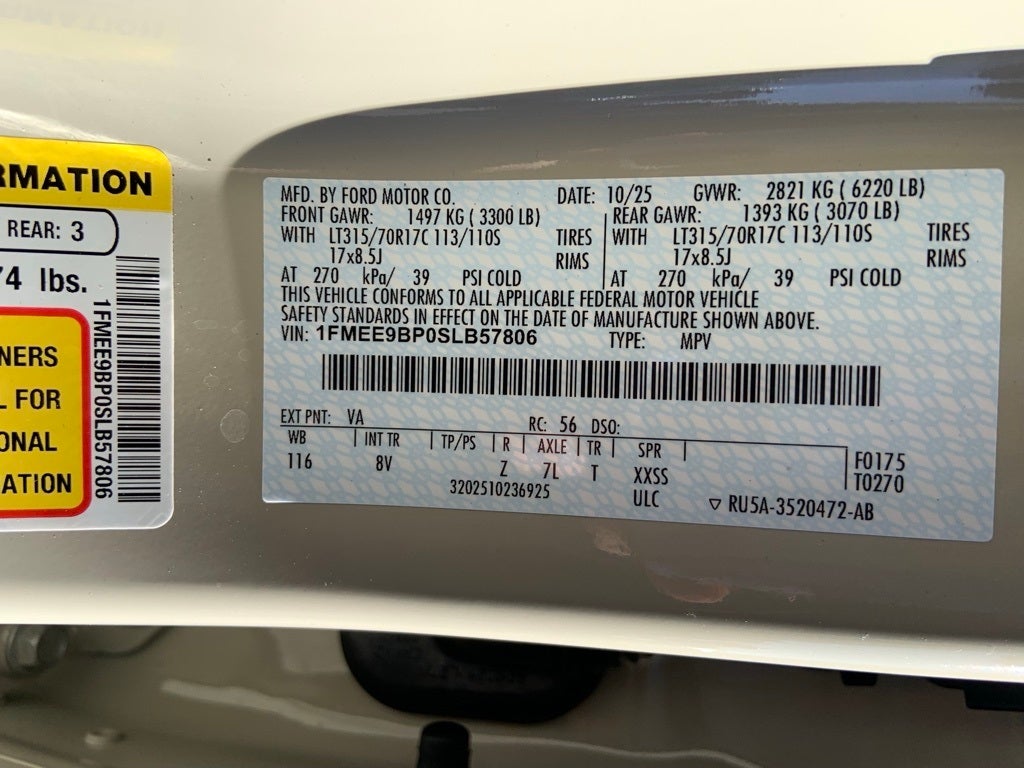 RMATION
REAR: 3
74 lbs.
NERS
L FOR
ONAL
ATION
1FMEE9BP0SLB57806
MFD. BY FORD MOTOR CO. DATE: 10/25 GVWR: 2821 KG ( 6220 LB)
FRONT GAWR: 1497 KG ( 3300 LB) REAR GAWR: 1393 KG ( 3070 LB)
WITH LT315/70R17C 113/110S TIRES WITH LT315/70R17C 113/110S TIRES
17x8.5J RIMS 17x8.5J RIMS
AT 270 kPa/ 39 PSI COLD AT 270 kPa/ 39 PSI COLD
THIS VEHICLE CONFORMS TO ALL APPLICABLE FEDERAL MOTOR VEHICLE
SAFETY STANDARDS IN EFFECT ON THE DATE OF MANUFACTURE SHOWN ABOVE.
VIN: 1FMEE9BP0SLB57806 TYPE: MPV
EXT PNT: VA RC: 56 DSO:
WB INT TR TP/PS R AXLE TR SPR
116 8V Z 7L T XXSS F0175
3202510236925 ULC T0270
▽ RU5A-3520472-AB